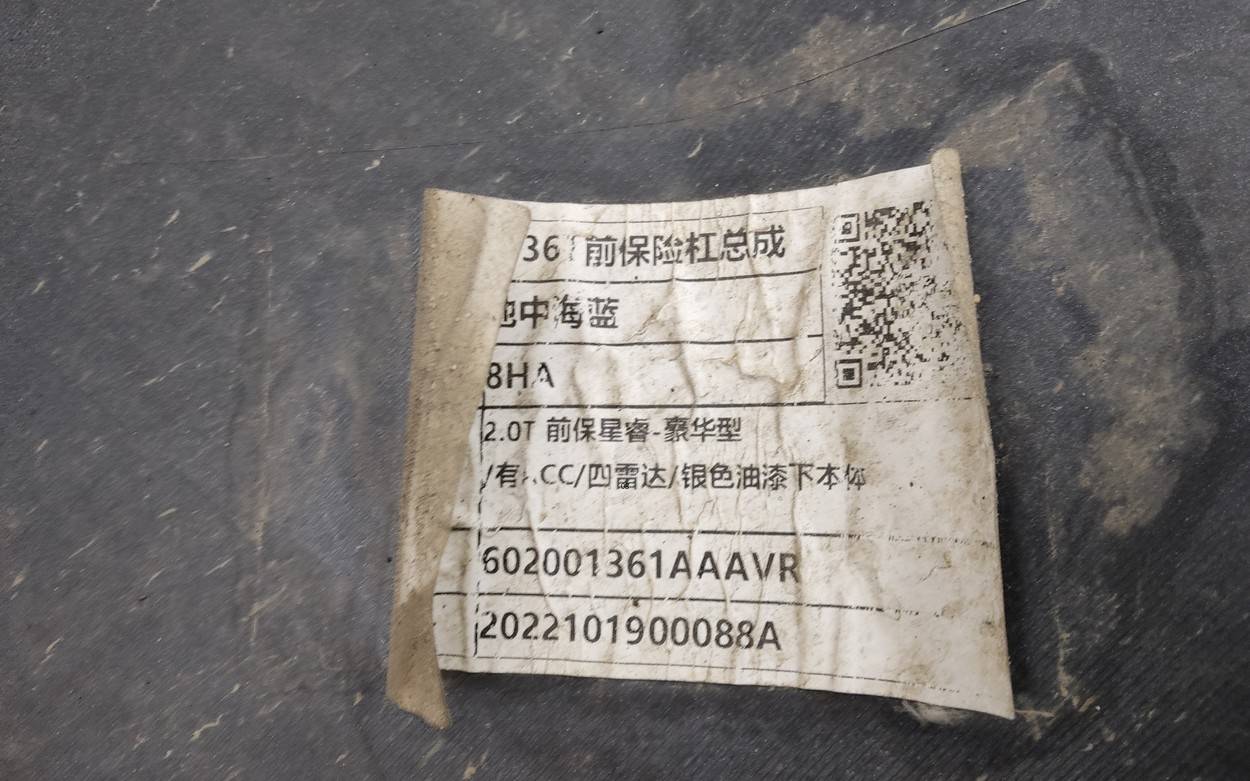 361 前保险杠总成
地中海蓝
8HA
2.0T 前保星睿-豪华型
/有ACC/四雷达/银色油漆下本体
602001361AAAVR
2022101900088A